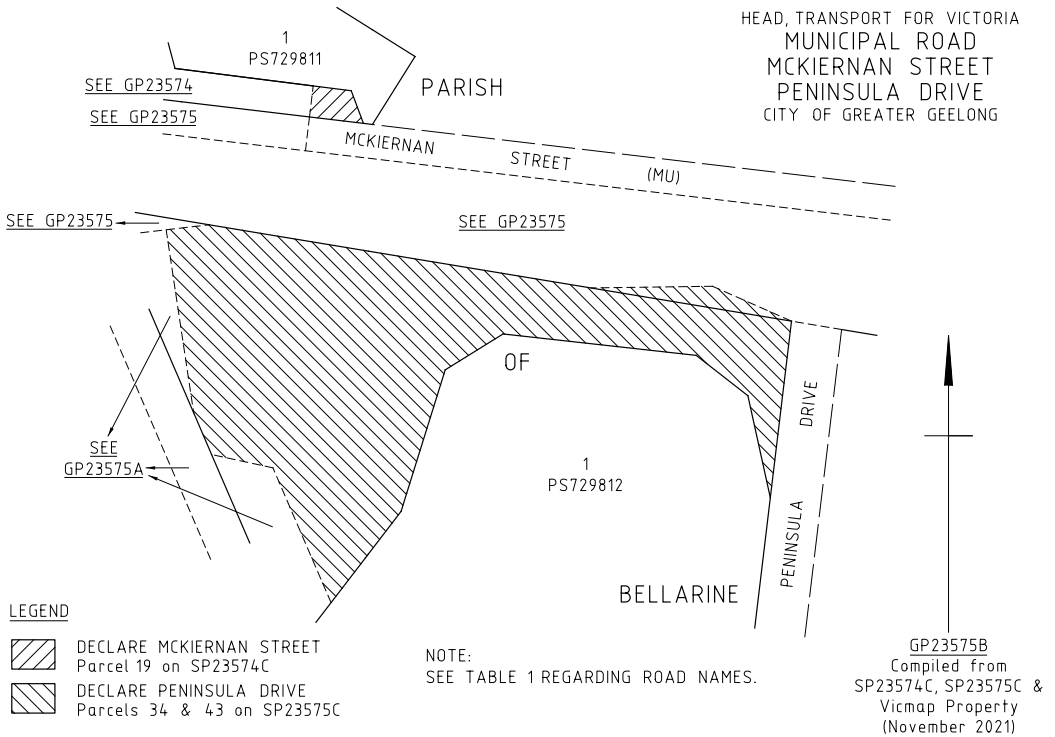 HEAD, TRANSPORT FOR VICTORIA
MUNICIPAL ROAD
MCKIERNAN STREET
PENINSULA DRIVE
CITY OF GREATER GEELONG
1
PS729811
PARISH
SEE GP23574
SEE GP23575
MCKIERNAN STREET (MU)
SEE GP23575
SEE GP23575
OF
PENINSULA DRIVE
SEE
GP23575A
1
PS729812
BELLARINE
LEGEND
DECLARE MCKIERNAN STREET
Parcel 19 on SP23574C
DECLARE PENINSULA DRIVE
Parcels 34 & 43 on SP23575C
NOTE:
SEE TABLE 1 REGARDING ROAD NAMES.
GP23575B
Compiled from
SP23574C, SP23575C &
Vicmap Property
(November 2021)